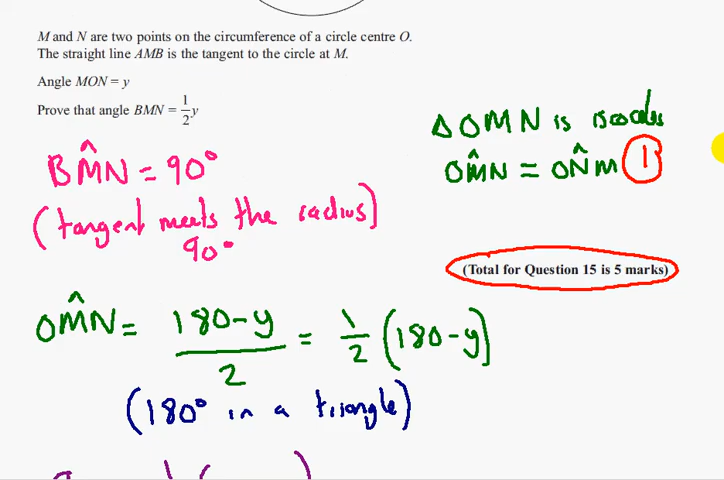 M and N are two points on the circumference of a circle centre O.
The straight line AMB is the tangent to the circle at M.
Angle MON = y
Prove that angle BMN = 1/2 y
BM̂N = 90°
(tangent meets the radius)
90°
ΔOMN is isosceles
OM̂N = ON̂M ①
(Total for Question 15 is 5 marks)
OM̂N = 180-y/2 = 1/2 (180-y)
(180° in a triangle)